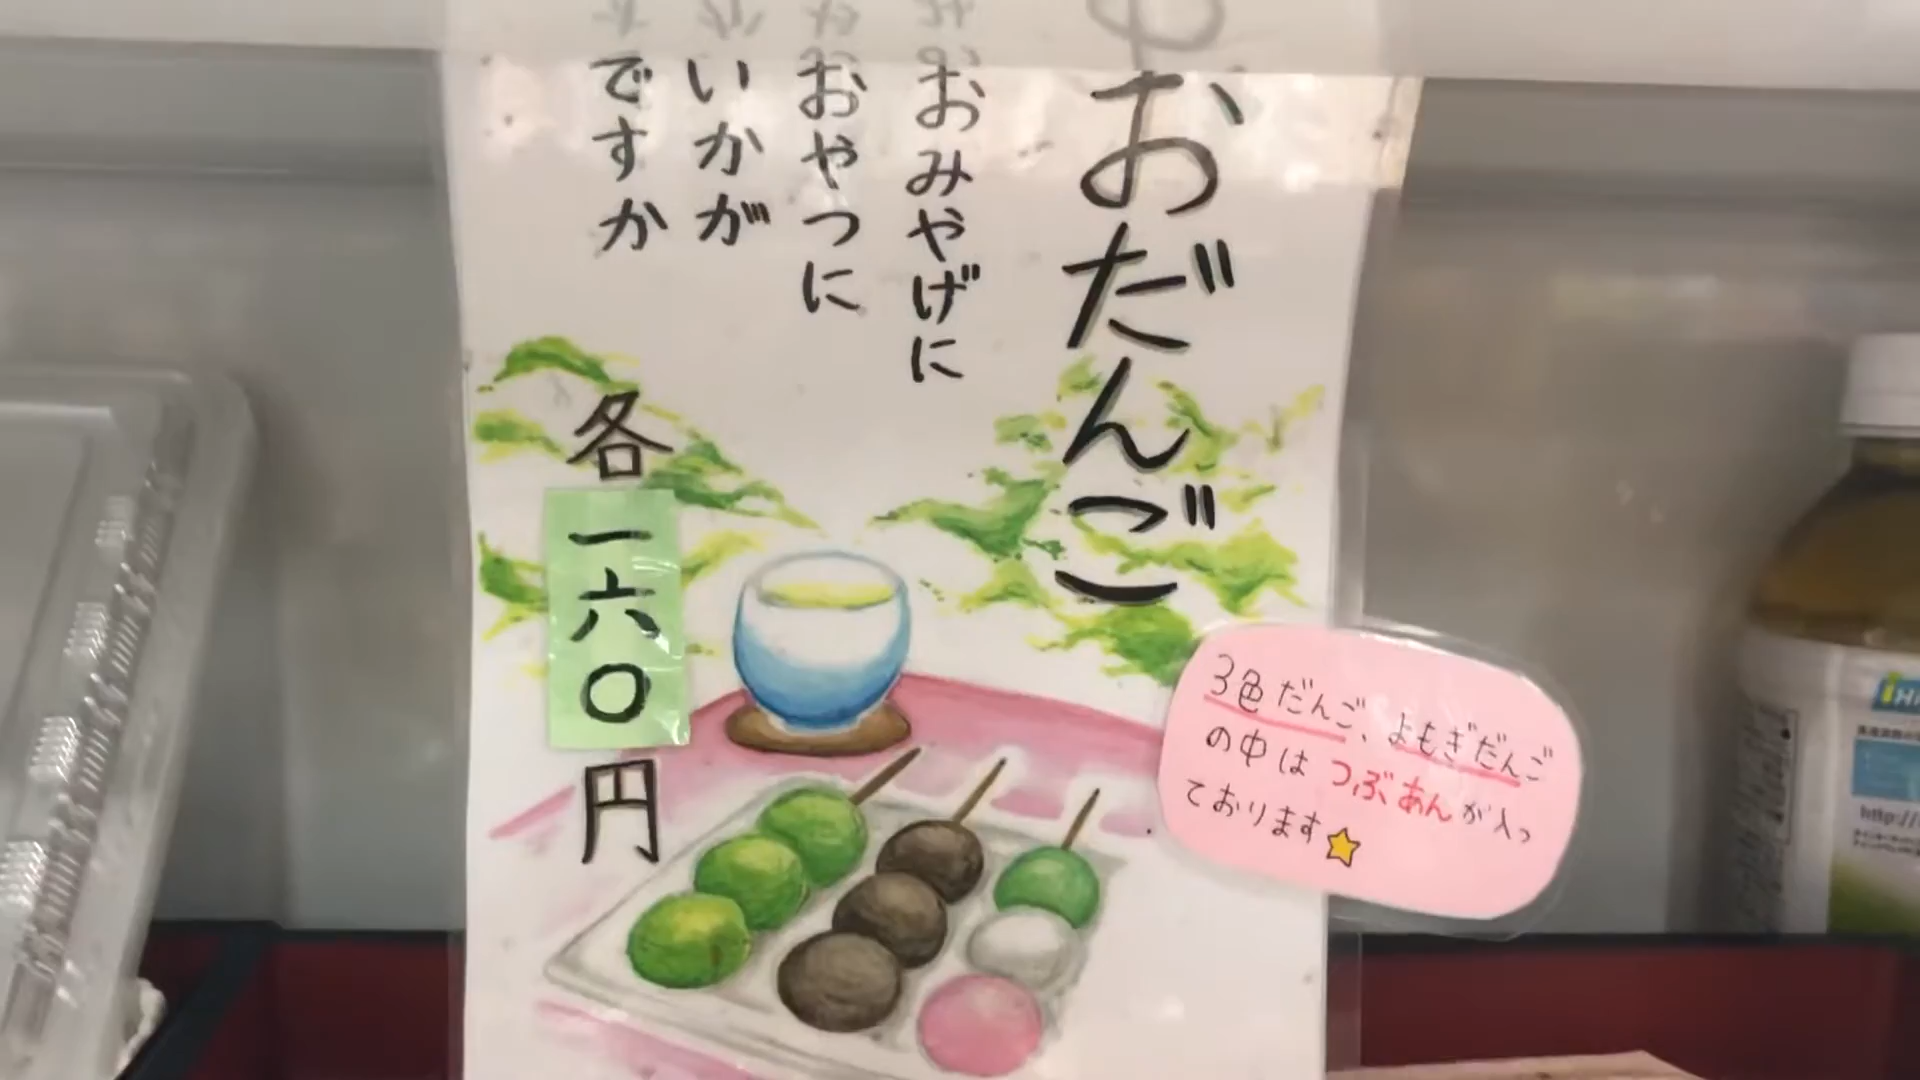 おだんご
おみやげに
おやつに
いかが
ですか
各一六〇円
3色だんご、よもぎだんご
の中はつぶあんが入っ
ております
http://